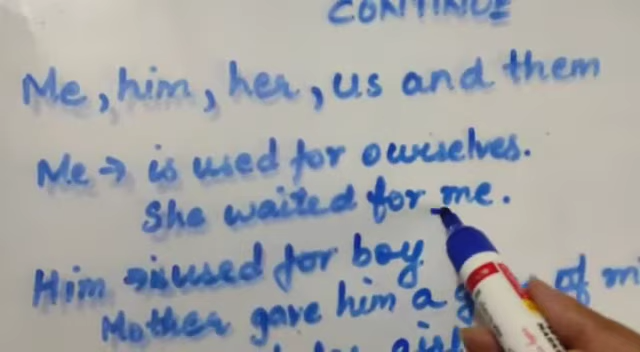 CONTINUE
Me, him, her, us and them
Me → is used for ourselves.
She waited for me.
Him → is used for boy
Mother gave him a of